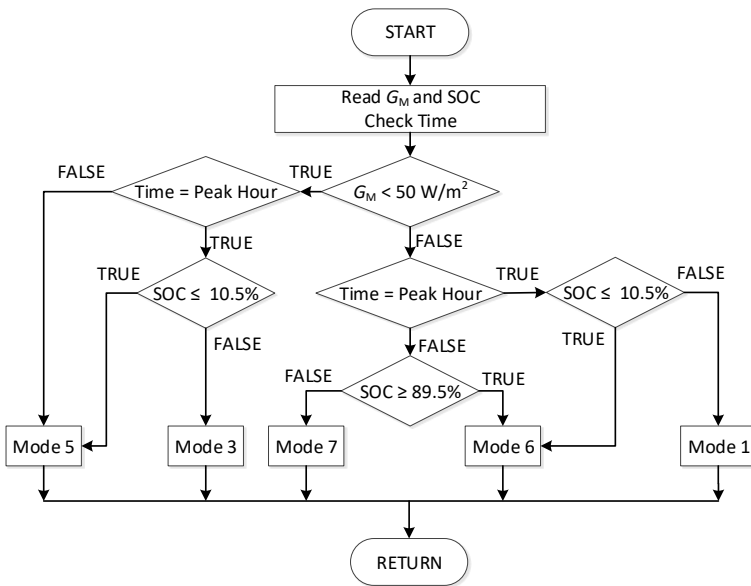 START
Read G_M and SOC
Check Time
FALSE
Time = Peak Hour
TRUE
G_M < 50 W/m²
TRUE
FALSE
TRUE
SOC ≤ 10.5%
Time = Peak Hour
TRUE
SOC ≤ 10.5%
FALSE
FALSE
FALSE
TRUE
FALSE
SOC ≥ 89.5%
TRUE
Mode 5
Mode 3
Mode 7
Mode 6
Mode 1
RETURN